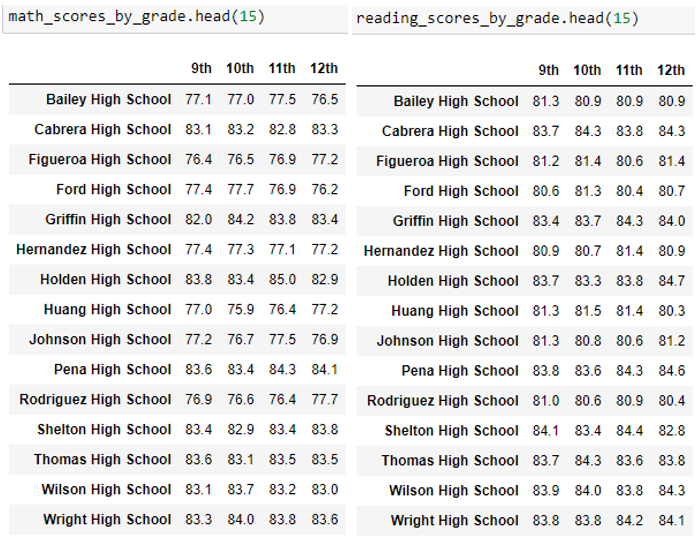 math_scores_by_grade.head(15)
9th 10th 11th 12th
Bailey High School 77.1 77.0 77.5 76.5
Cabrera High School 83.1 83.2 82.8 83.3
Figueroa High School 76.4 76.5 76.9 77.2
Ford High School 77.4 77.7 76.9 76.2
Griffin High School 82.0 84.2 83.8 83.4
Hernandez High School 77.4 77.3 77.1 77.2
Holden High School 83.8 83.4 85.0 82.9
Huang High School 77.0 75.9 76.4 77.2
Johnson High School 77.2 76.7 77.5 76.9
Pena High School 83.6 83.4 84.3 84.1
Rodriguez High School 76.9 76.6 76.4 77.7
Shelton High School 83.4 82.9 83.4 83.8
Thomas High School 83.6 83.1 83.5 83.5
Wilson High School 83.1 83.7 83.2 83.0
Wright High School 83.3 84.0 83.8 83.6
reading_scores_by_grade.head(15)
9th 10th 11th 12th
Bailey High School 81.3 80.9 80.9 80.9
Cabrera High School 83.7 84.3 83.8 84.3
Figueroa High School 81.2 81.4 80.6 81.4
Ford High School 80.6 81.3 80.4 80.7
Griffin High School 83.4 83.7 84.3 84.0
Hernandez High School 80.9 80.7 81.4 80.9
Holden High School 83.7 83.3 83.8 84.7
Huang High School 81.3 81.5 81.4 80.3
Johnson High School 81.3 80.8 80.6 81.2
Pena High School 83.8 83.6 84.3 84.6
Rodriguez High School 81.0 80.6 80.9 80.4
Shelton High School 84.1 83.4 84.4 82.8
Thomas High School 83.7 84.3 83.6 83.8
Wilson High School 83.9 84.0 83.8 84.3
Wright High School 83.8 83.8 84.2 84.1